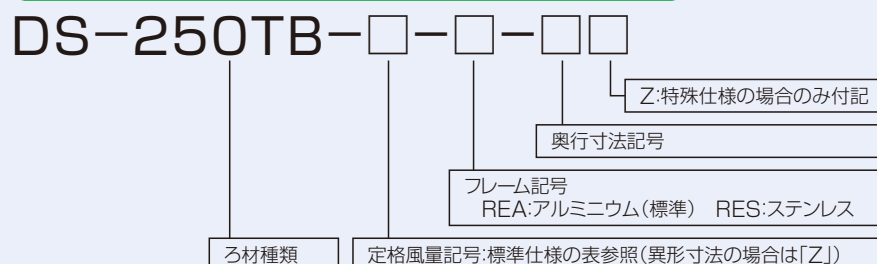 DS-250TB-□-□-□□
Z:特殊仕様の場合のみ付記
奥行寸法記号
フレーム記号
REA:アルミニウム(標準) RES:ステンレス
ろ材種類 定格風量記号:標準仕様の表参照(異形寸法の場合は「Z」)